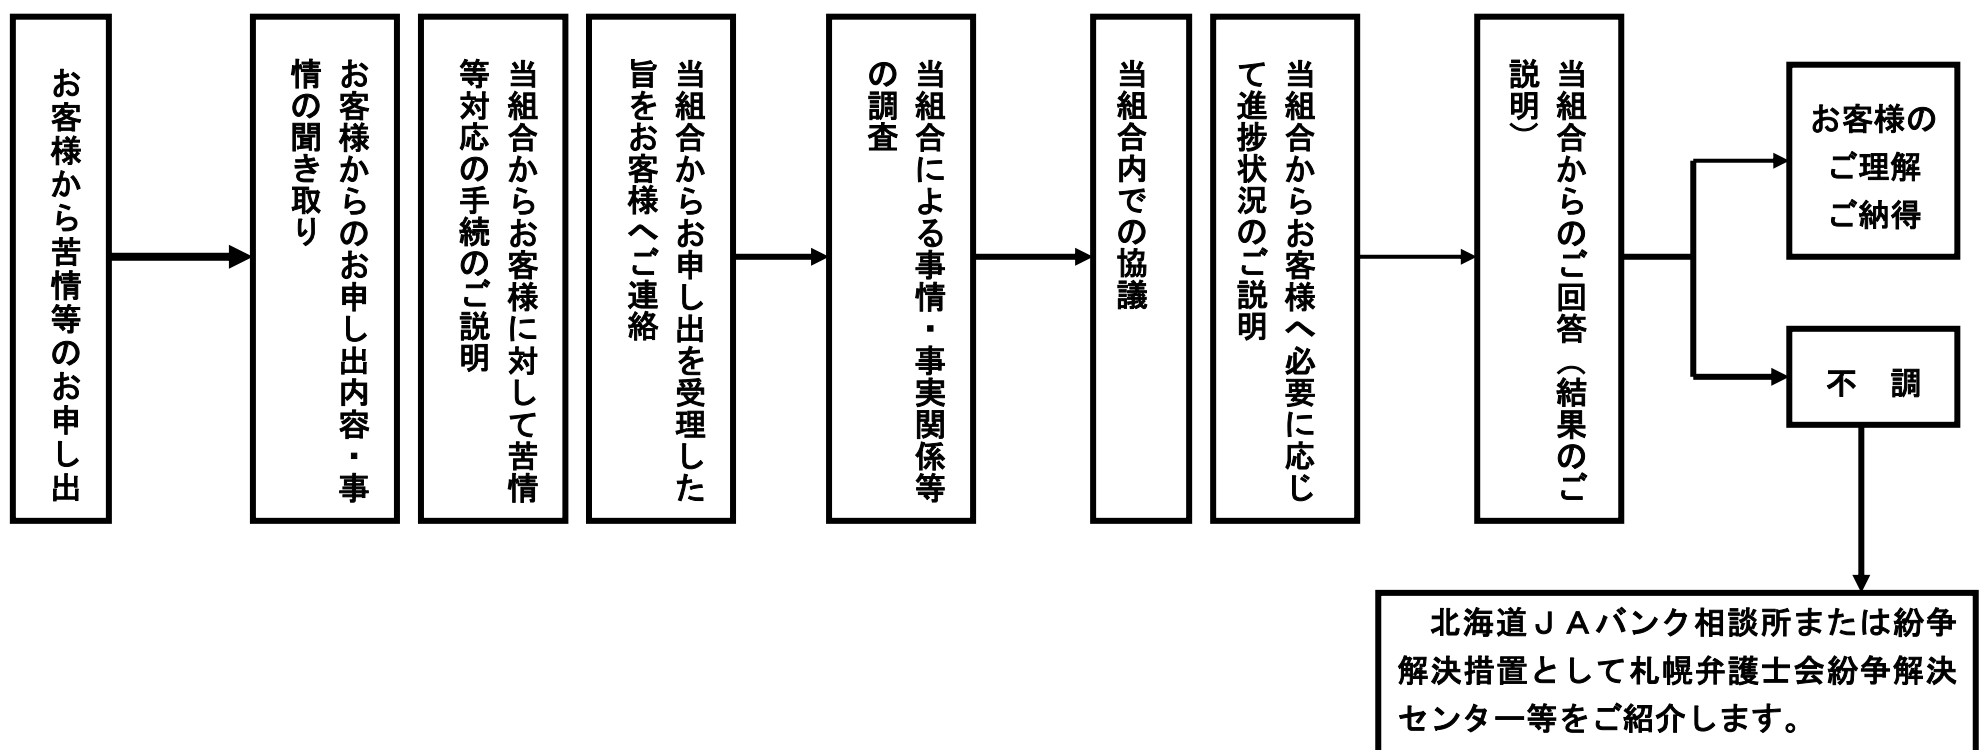 お客様から苦情等のお申し出
お客様からのお申し出内容・事
情の聞き取り
当組合からお客様に対して苦情
等対応の手続のご説明
当組合からお申し出を受理した
旨をお客様へご連絡
当組合による事情・事実関係等
の調査
当組合内での協議
当組合からお客様へ必要に応じ
て進捗状況のご説明
当組合からのご回答（結果のご
説明）
お客様の
ご理解
ご納得
不　調
北海道ＪＡバンク相談所または紛争
解決措置として札幌弁護士会紛争解決
センター等をご紹介します。